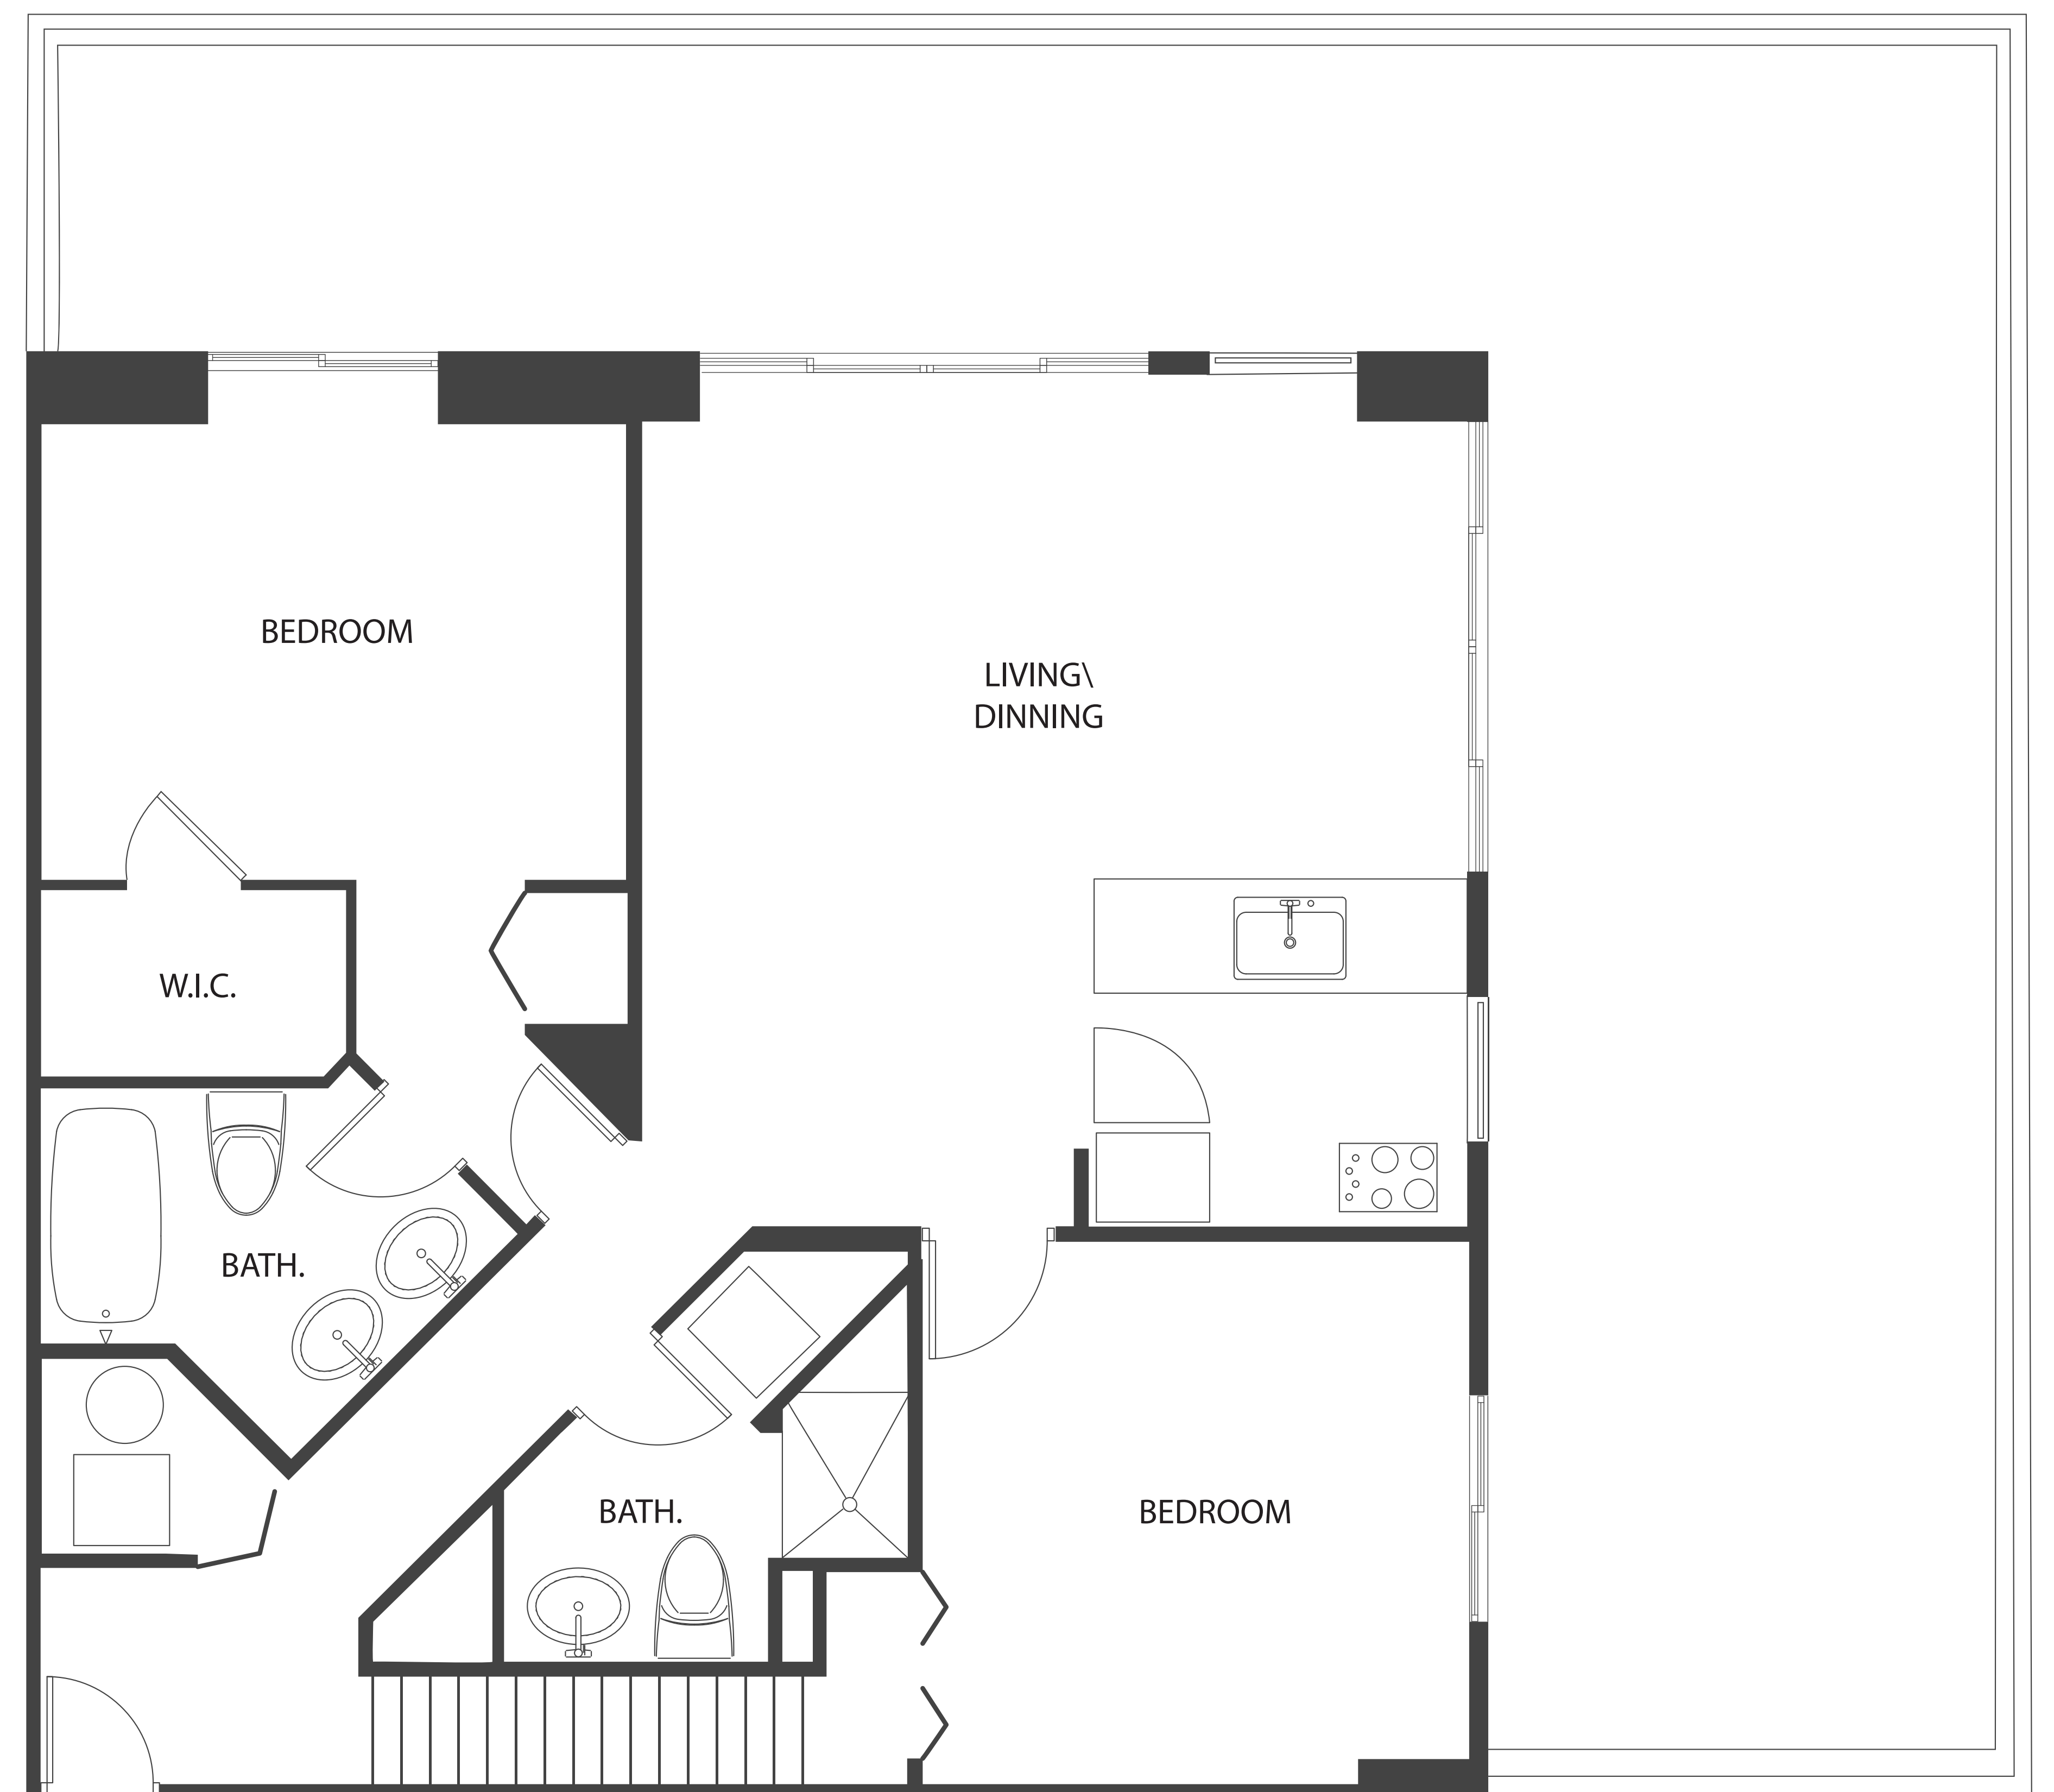 BEDROOM
LIVING\
DINNING
W.I.C.
BATH.
BATH.
BEDROOM